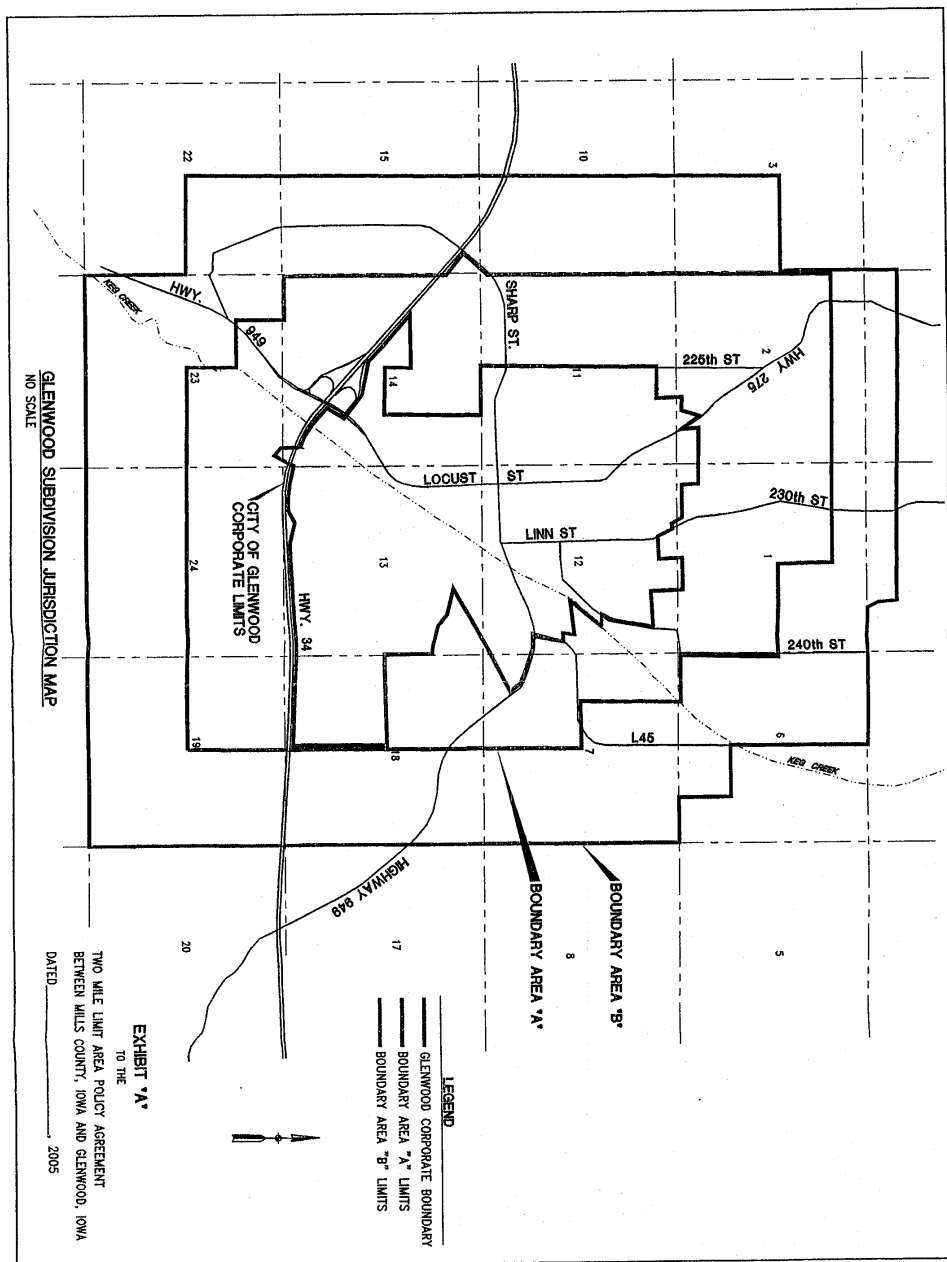 3
10
15
22
2
HWY 275
225th ST
11
SHARP ST.
14
HWY.
949
KEG CREEK
23
230th ST
LOCUST ST
LINN ST
1
12
13
24
CITY OF GLENWOOD
CORPORATE LIMITS
HWY. 34
240th ST
6
L45
KEG CREEK
7
18
19
HIGHWAY 949
BOUNDARY AREA "B"
BOUNDARY AREA "A"
5
8
17
20
LEGEND
GLENWOOD CORPORATE BOUNDARY
BOUNDARY AREA "A" LIMITS
BOUNDARY AREA "B" LIMITS
GLENWOOD SUBDIVISION JURISDICTION MAP
NO SCALE
EXHIBIT "A"
TO THE
TWO MILE LIMIT AREA POLICY AGREEMENT
BETWEEN MILLS COUNTY, IOWA AND GLENWOOD, IOWA
DATED________, 2005